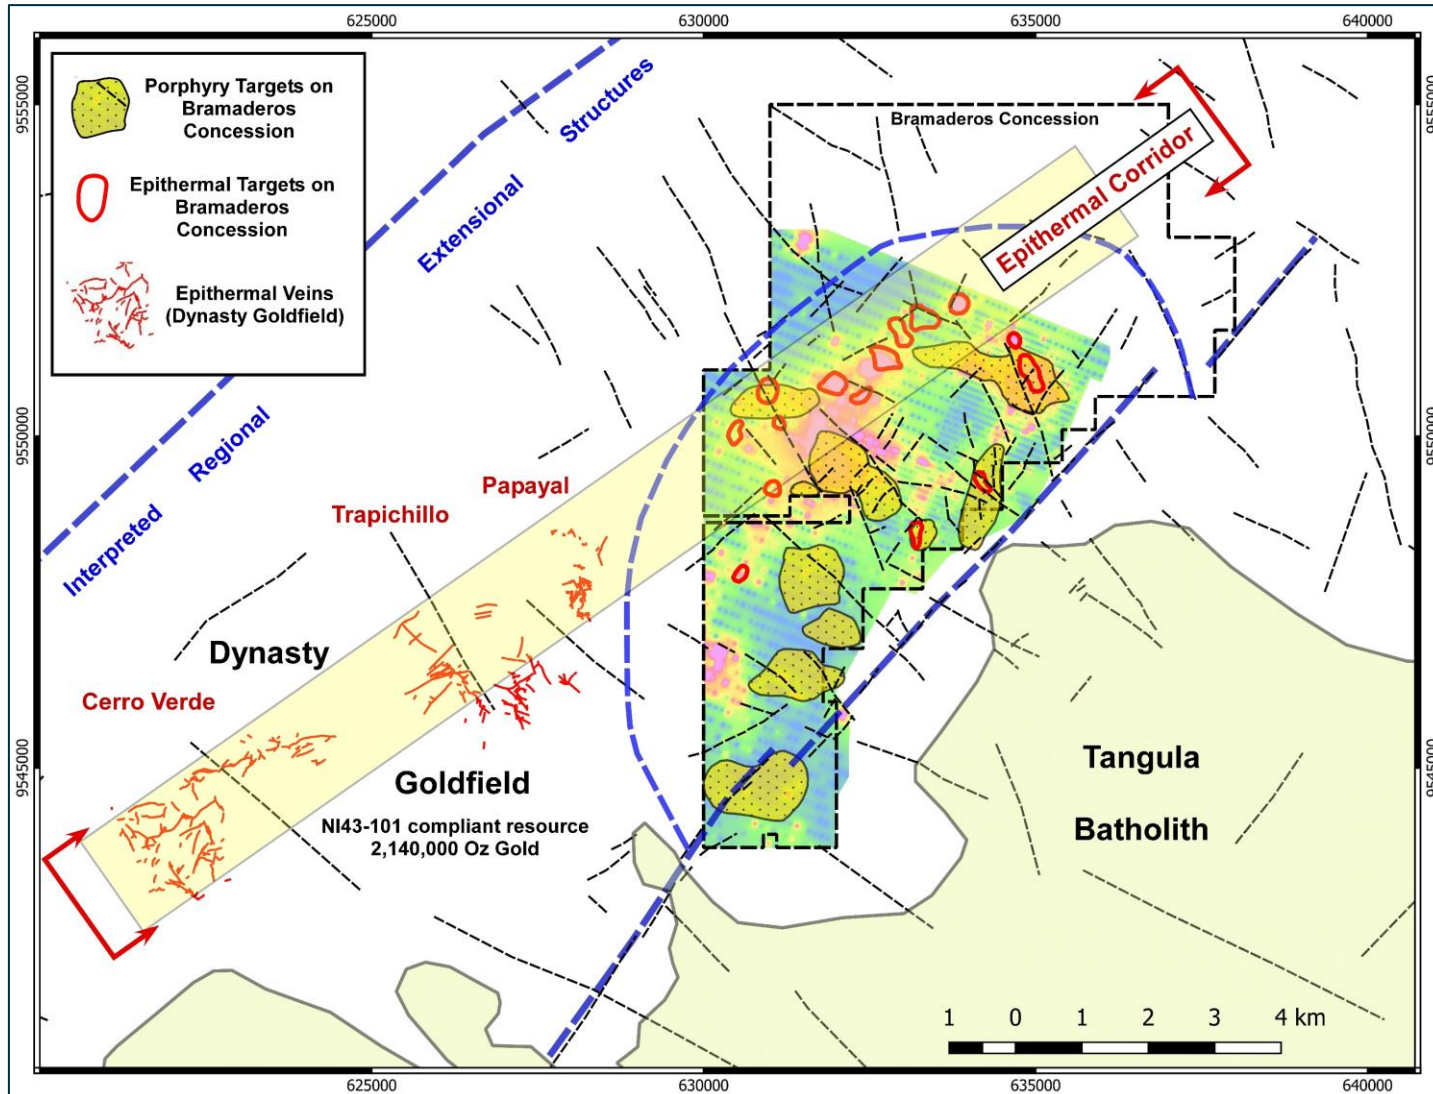 625000
630000
635000
640000
Porphyry Targets on
Bramaderos
Concession
Epithermal Targets on
Bramaderos
Concession
Epithermal Veins
(Dynasty Goldfield)
9555000
9550000
9545000
9555000
9550000
9545000
Structures
Extensional
Regional
Interpreted
Bramaderos Concession
Epithermal Corridor
Papayal
Trapichillo
Dynasty
Cerro Verde
Goldfield
NI43-101 compliant resource
2,140,000 Oz Gold
Tangula
Batholith
1 0 1 2 3 4 km
625000
630000
635000
640000